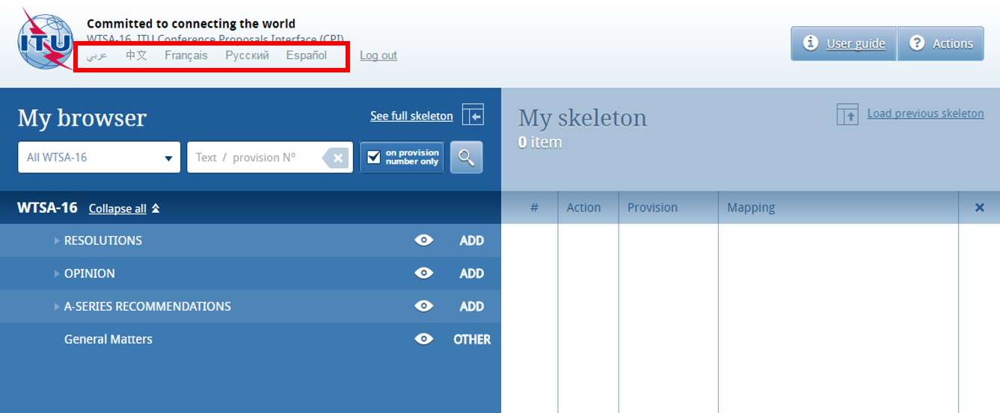 ITU
Committed to connecting the world
WTSA-16, ITU Conference Proposals Interface (CPI)
عربي 中文 Français Русский Español Log out
User guide Actions
My browser See full skeleton
All WTSA-16 Text / provision Nº on provision number only
WTSA-16 Collapse all
RESOLUTIONS ADD
OPINION ADD
A-SERIES RECOMMENDATIONS ADD
General Matters OTHER
My skeleton Load previous skeleton
0 item
# Action Provision Mapping